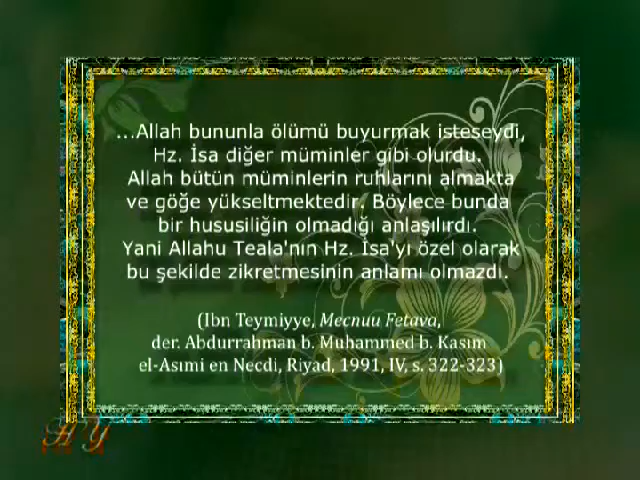 ...Allah bununla ölümü buyurmak isteseydi,
Hz. İsa diğer müminler gibi olurdu.
Allah bütün müminlerin ruhlarını almakta
ve göğe yükseltmektedir. Böylece bunda
bir hususiliğin olmadığı anlaşılırdı.
Yani Allahu Teala'nın Hz. İsa'yı özel olarak
bu şekilde zikretmesinin anlamı olmazdı.
(Ibn Teymiyye, Mecnuu Fetava,
der. Abdurrahman b. Muhammed b. Kasım
el-Asımi en Necdi, Riyad, 1991, IV, s. 322-323)
H Y